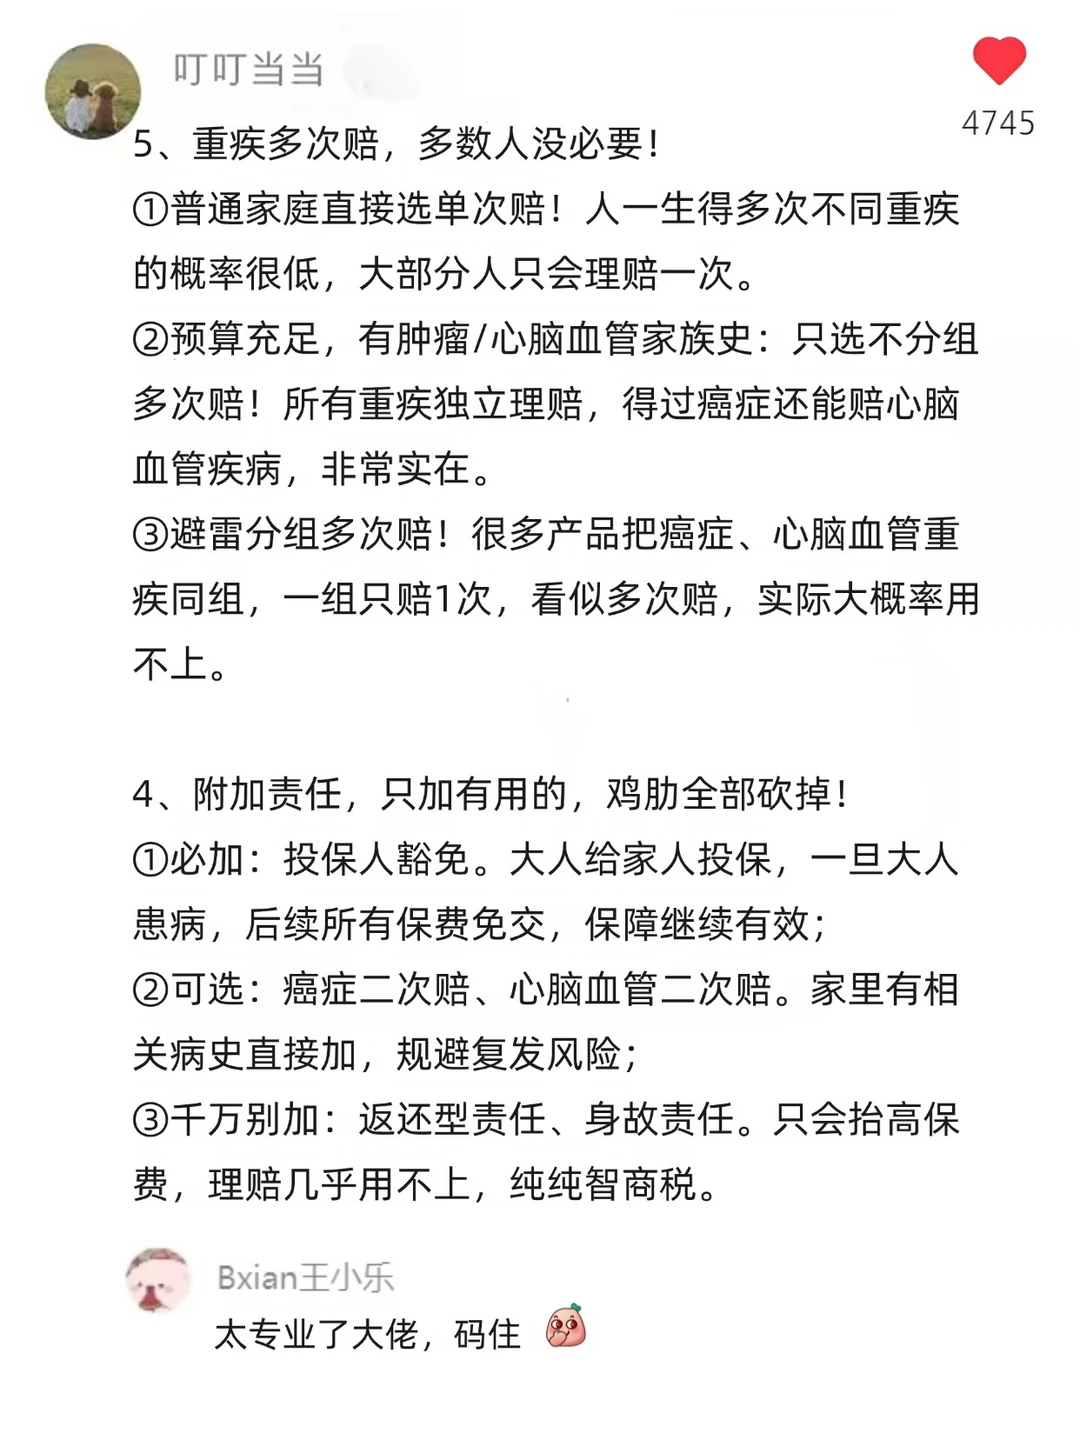 叮叮当当
4745
5、重疾多次赔，多数人没必要！
①普通家庭直接选单次赔！人一生得多次不同重疾
的概率很低，大部分人只会理赔一次。
②预算充足，有肿瘤/心脑血管家族史：只选不分组
多次赔！所有重疾独立理赔，得过癌症还能赔心脑
血管疾病，非常实在。
③避雷分组多次赔！很多产品把癌症、心脑血管重
疾同组，一组只赔1次，看似多次赔，实际大概率用
不上。
4、附加责任，只加有用的，鸡肋全部砍掉！
①必加：投保人豁免。大人给家人投保，一旦大人
患病，后续所有保费免交，保障继续有效；
②可选：癌症二次赔、心脑血管二次赔。家里有相
关病史直接加，规避复发风险；
③千万别加：返还型责任、身故责任。只会抬高保
费，理赔几乎用不上，纯纯智商税。
Bxian王小乐
太专业了大佬，码住